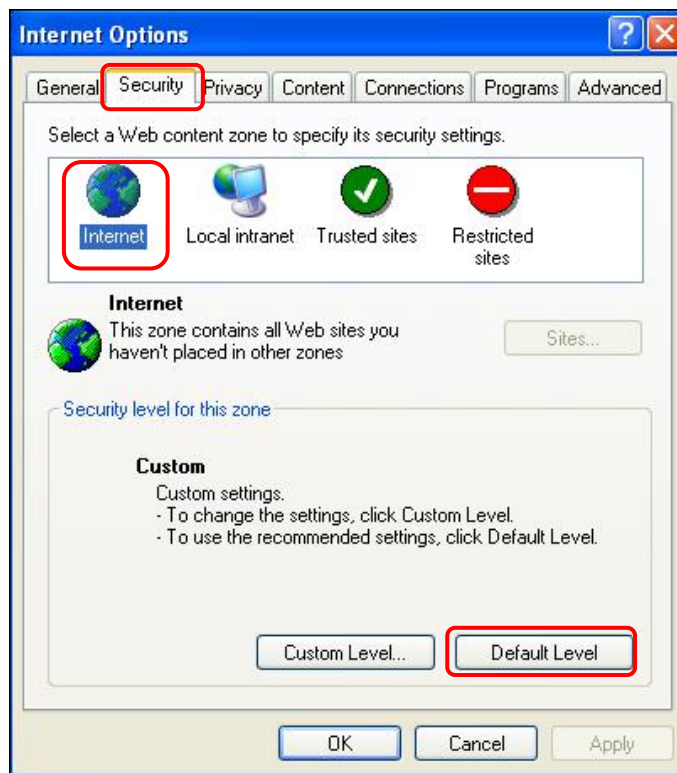 Internet Options
General Security Privacy Content Connections Programs Advanced
Select a Web content zone to specify its security settings.
Internet Local intranet Trusted sites Restricted
sites
Internet
This zone contains all Web sites you
haven't placed in other zones
Sites...
Security level for this zone
Custom
Custom settings.
- To change the settings, click Custom Level.
- To use the recommended settings, click Default Level.
Custom Level... Default Level
OK Cancel Apply